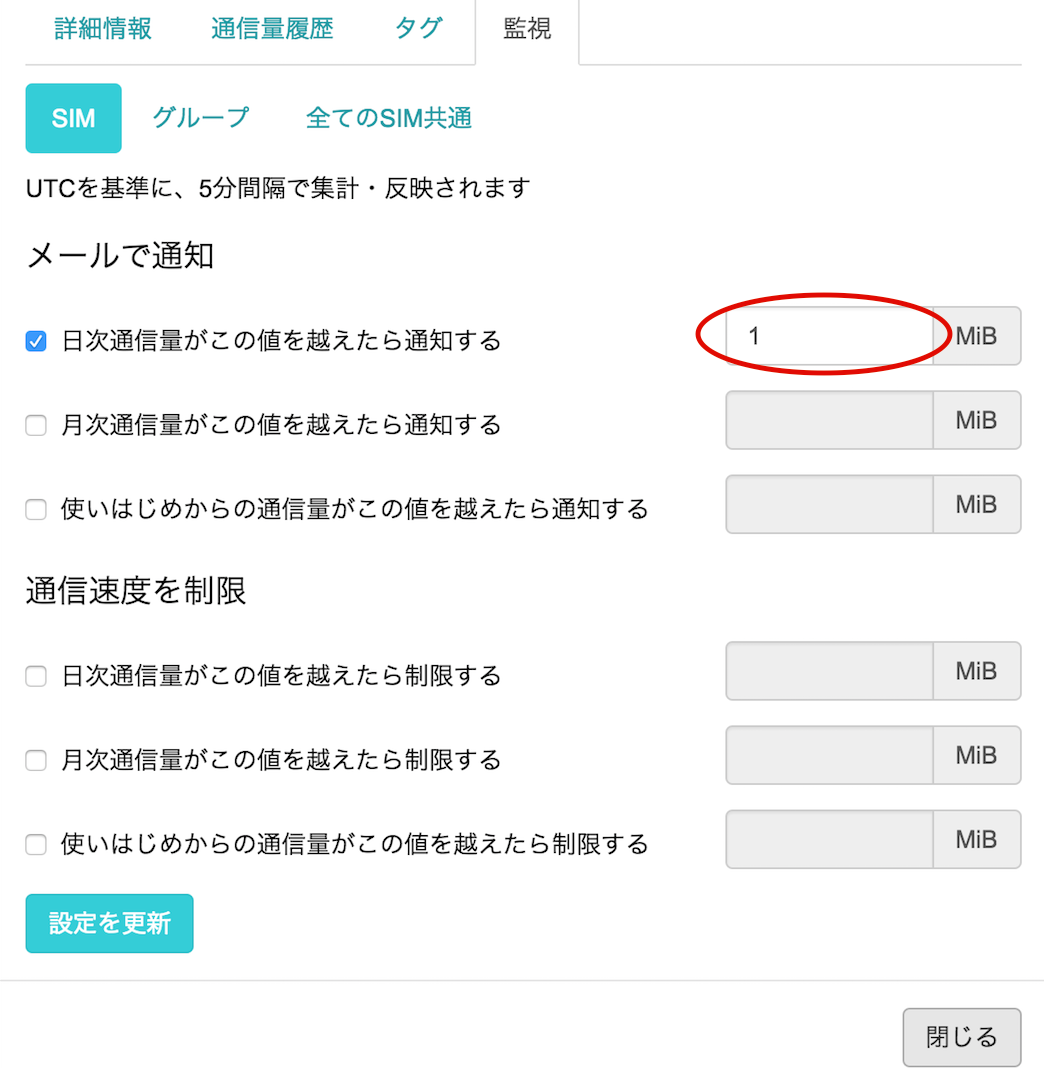 詳細情報 通信量履歴 タグ 監視
SIM グループ 全てのSIM共通
UTCを基準に、5分間隔で集計・反映されます
メールで通知
日次通信量がこの値を越えたら通知する 1 MiB
月次通信量がこの値を越えたら通知する MiB
使いはじめからの通信量がこの値を越えたら通知する MiB
通信速度を制限
日次通信量がこの値を越えたら制限する MiB
月次通信量がこの値を越えたら制限する MiB
使いはじめからの通信量がこの値を越えたら制限する MiB
設定を更新
閉じる